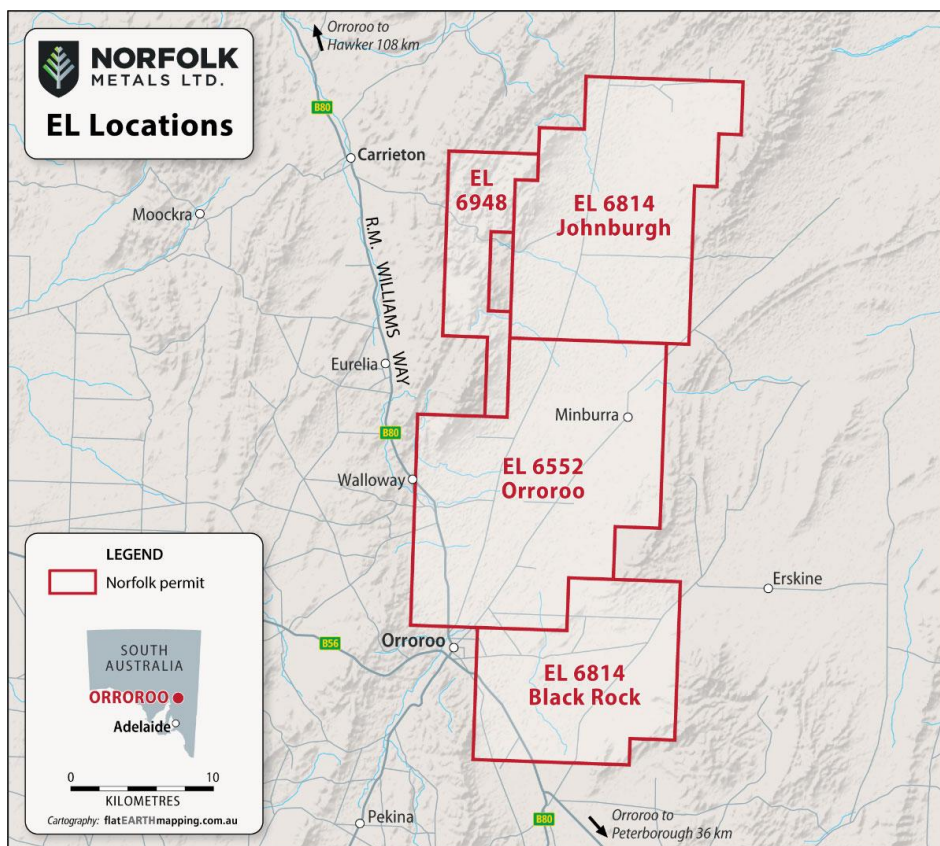 NORFOLK
METALS LTD.
EL Locations
Orroroo to
Hawker 108 km
B80
Carrieton
Moockra
EL
6948
EL 6814
Johnburgh
R.M. WILLIAMS WAY
Eurelia
Minburra
B80
Walloway
EL 6552
Orroroo
Erskine
B56
Orroroo
EL 6814
Black Rock
LEGEND
Norfolk permit
SOUTH
AUSTRALIA
ORROROO
Adelaide
0 10
KILOMETRES
Cartography: flatEARTHmapping.com.au
Pekina
B80
Orroroo to
Peterborough 36 km